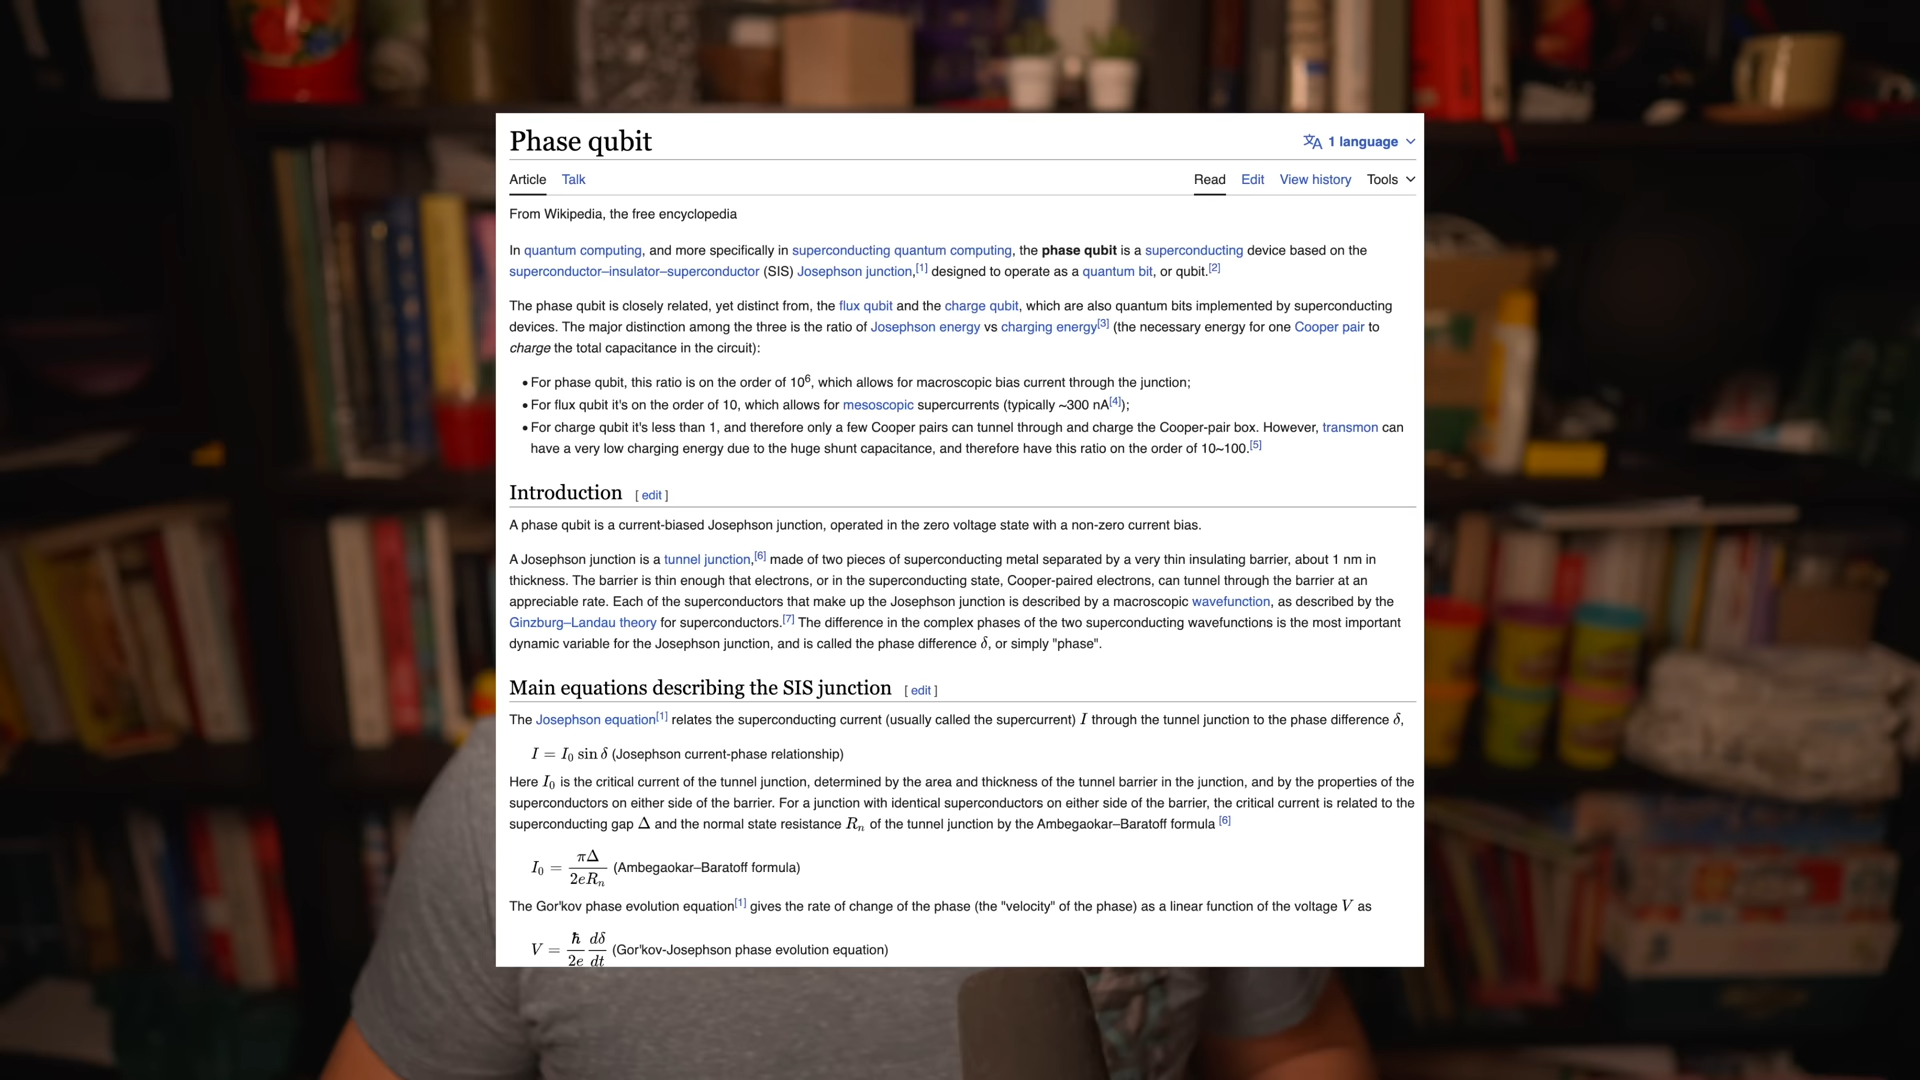 Phase qubit
1 language
Article Talk Read Edit View history Tools
From Wikipedia, the free encyclopedia
In quantum computing, and more specifically in superconducting quantum computing, the phase qubit is a superconducting device based on the
superconductor–insulator–superconductor (SIS) Josephson junction,[1] designed to operate as a quantum bit, or qubit.[2]
The phase qubit is closely related, yet distinct from, the flux qubit and the charge qubit, which are also quantum bits implemented by superconducting
devices. The major distinction among the three is the ratio of Josephson energy vs charging energy[3] (the necessary energy for one Cooper pair to
charge the total capacitance in the circuit):
• For phase qubit, this ratio is on the order of 10⁶, which allows for macroscopic bias current through the junction;
• For flux qubit it's on the order of 10, which allows for mesoscopic supercurrents (typically ~300 nA[4]);
• For charge qubit it's less than 1, and therefore only a few Cooper pairs can tunnel through and charge the Cooper-pair box. However, transmon can
have a very low charging energy due to the huge shunt capacitance, and therefore have this ratio on the order of 10~100.[5]
Introduction [ edit ]
A phase qubit is a current-biased Josephson junction, operated in the zero voltage state with a non-zero current bias.
A Josephson junction is a tunnel junction,[6] made of two pieces of superconducting metal separated by a very thin insulating barrier, about 1 nm in
thickness. The barrier is thin enough that electrons, or in the superconducting state, Cooper-paired electrons, can tunnel through the barrier at an
appreciable rate. Each of the superconductors that make up the Josephson junction is described by a macroscopic wavefunction, as described by the
Ginzburg–Landau theory for superconductors.[7] The difference in the complex phases of the two superconducting wavefunctions is the most important
dynamic variable for the Josephson junction, and is called the phase difference δ, or simply "phase".
Main equations describing the SIS junction [ edit ]
The Josephson equation[1] relates the superconducting current (usually called the supercurrent) I through the tunnel junction to the phase difference δ,
I = I₀ sin δ (Josephson current-phase relationship)
Here I₀ is the critical current of the tunnel junction, determined by the area and thickness of the tunnel barrier in the junction, and by the properties of the
superconductors on either side of the barrier. For a junction with identical superconductors on either side of the barrier, the critical current is related to the
superconducting gap Δ and the normal state resistance Rₙ of the tunnel junction by the Ambegaokar–Baratoff formula [6]
I₀ = πΔ / 2eRₙ (Ambegaokar–Baratoff formula)
The Gor'kov phase evolution equation[1] gives the rate of change of the phase (the "velocity" of the phase) as a linear function of the voltage V as
V = ħ/2e dδ/dt (Gor'kov-Josephson phase evolution equation)